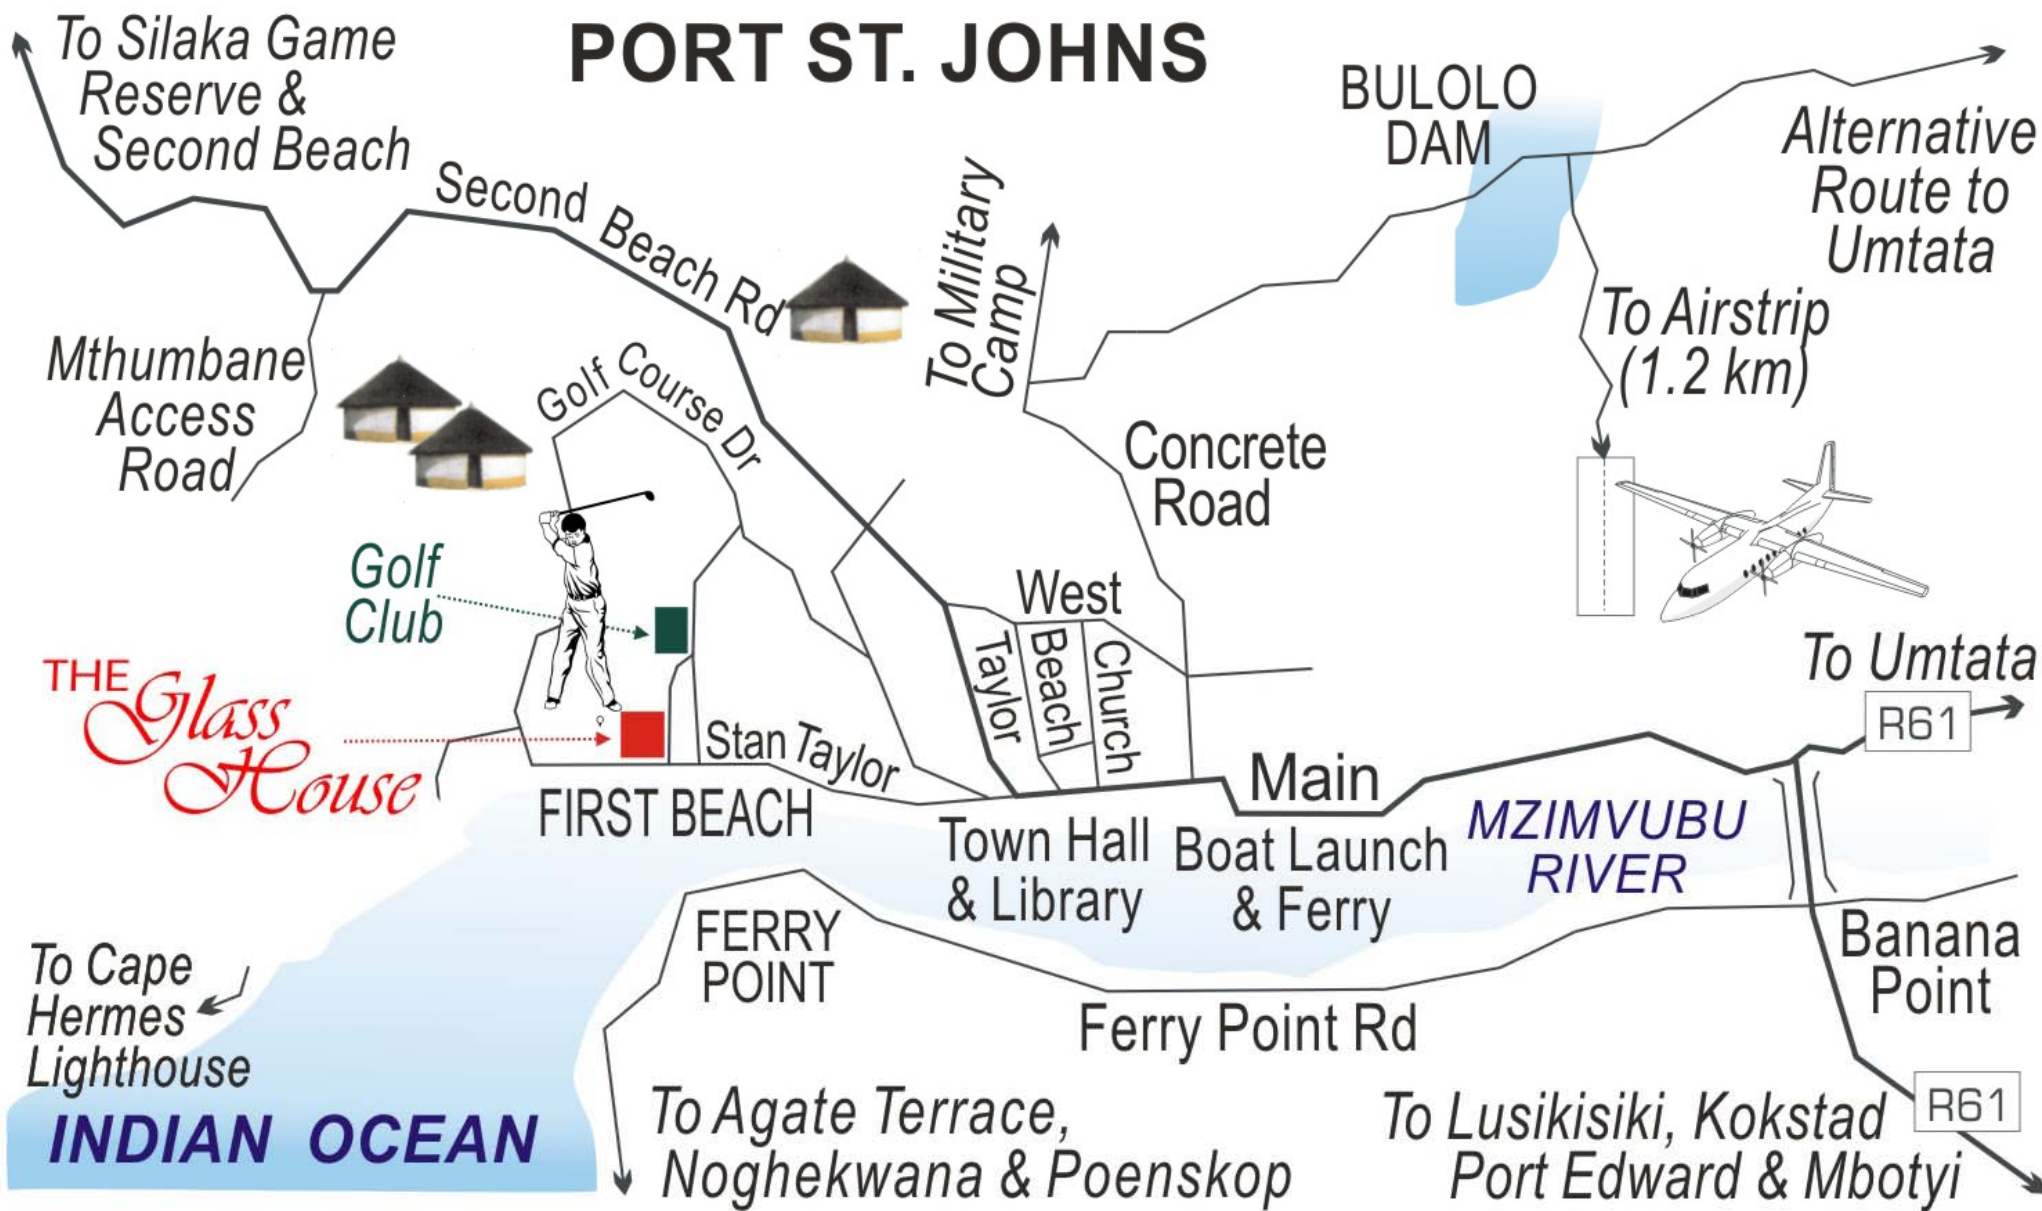 PORT ST. JOHNS
To Silaka Game
Reserve &
Second Beach
BULOLO
DAM
Alternative
Route to
Umtata
Second Beach Rd
To Military
Camp
To Airstrip
(1.2 km)
Mthumbane
Access
Road
Golf Course Dr
Concrete
Road
Golf
Club
West
Taylor
Beach
Church
THE
Glass
House
Stan Taylor
To Umtata
R61
Main
FIRST BEACH
Town Hall
& Library
Boat Launch
& Ferry
MZIMVUBU
RIVER
FERRY
POINT
Banana
Point
To Cape
Hermes
Lighthouse
Ferry Point Rd
INDIAN OCEAN
To Agate Terrace,
Noghekwana & Poenskop
To Lusikisiki, Kokstad
Port Edward & Mbotyi
R61